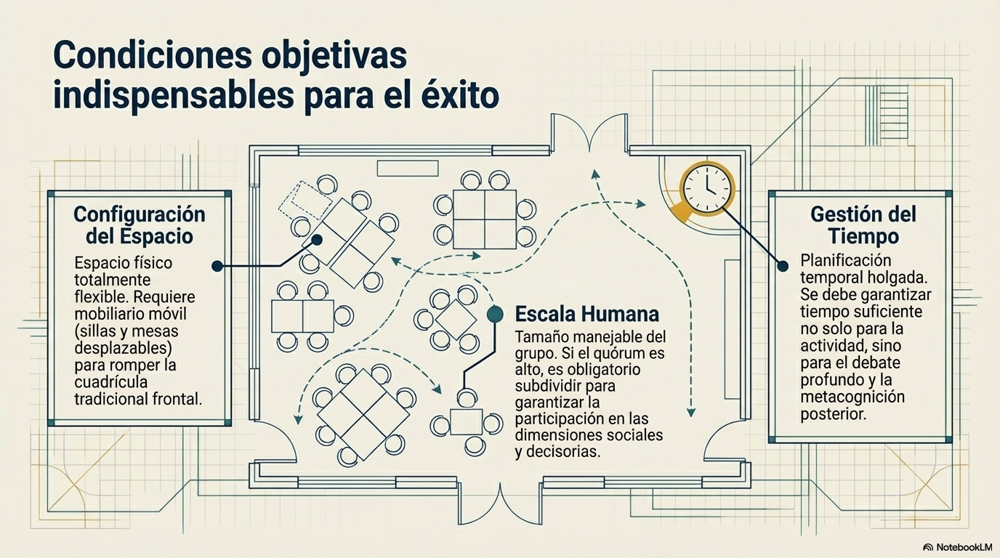 Condiciones objetivas
indispensables para el éxito
Configuración
del Espacio
Espacio físico
totalmente
flexible. Requiere
mobiliario móvil
(sillas y mesas
desplazables)
para romper la
cuadrícula
tradicional frontal.
Escala Humana
Tamaño manejable del
grupo. Si el quórum es
alto, es obligatorio
subdividir para
garantizar la
participación en las
dimensiones sociales
y decisorias.
Gestión del
Tiempo
Planificación
temporal holgada.
Se debe garantizar
tiempo suficiente
no solo para la
actividad, sino
para el debate
profundo y la
metacognición
posterior.
NotebookLM